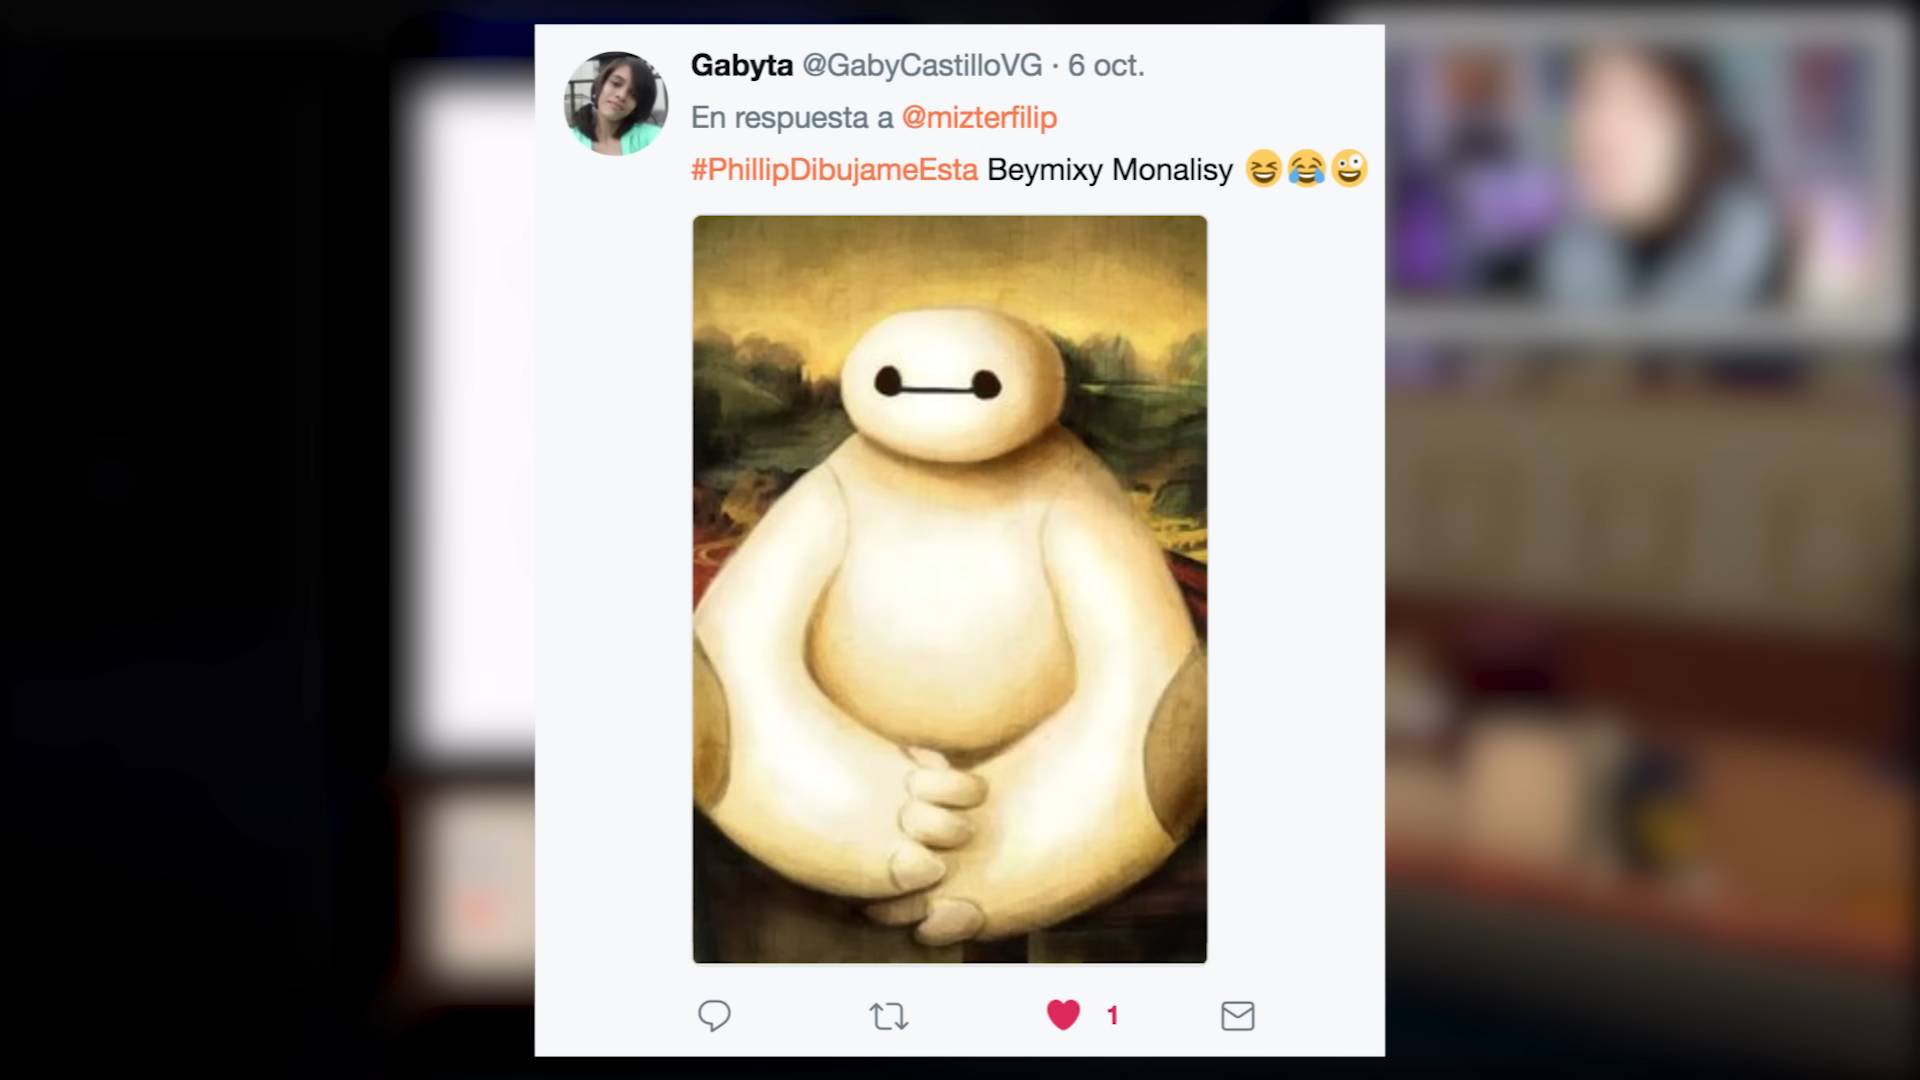 Gabyta @GabyCastilloVG · 6 oct.
En respuesta a @mizterfilip
#PhillipDibujameEsta Beymixy Monalisy 😆😂🤪
1